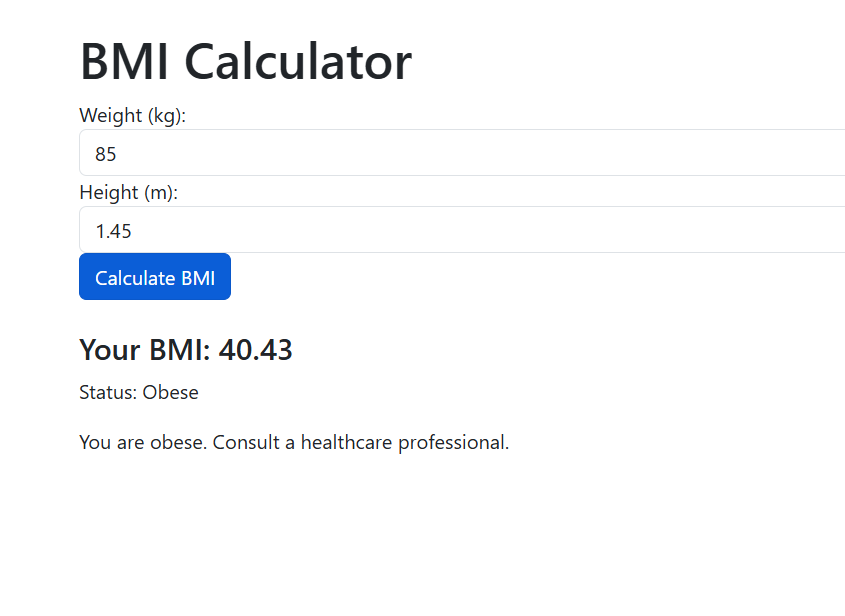 BMI Calculator
Weight (kg):
85
Height (m):
1.45
Calculate BMI
Your BMI: 40.43
Status: Obese
You are obese. Consult a healthcare professional.